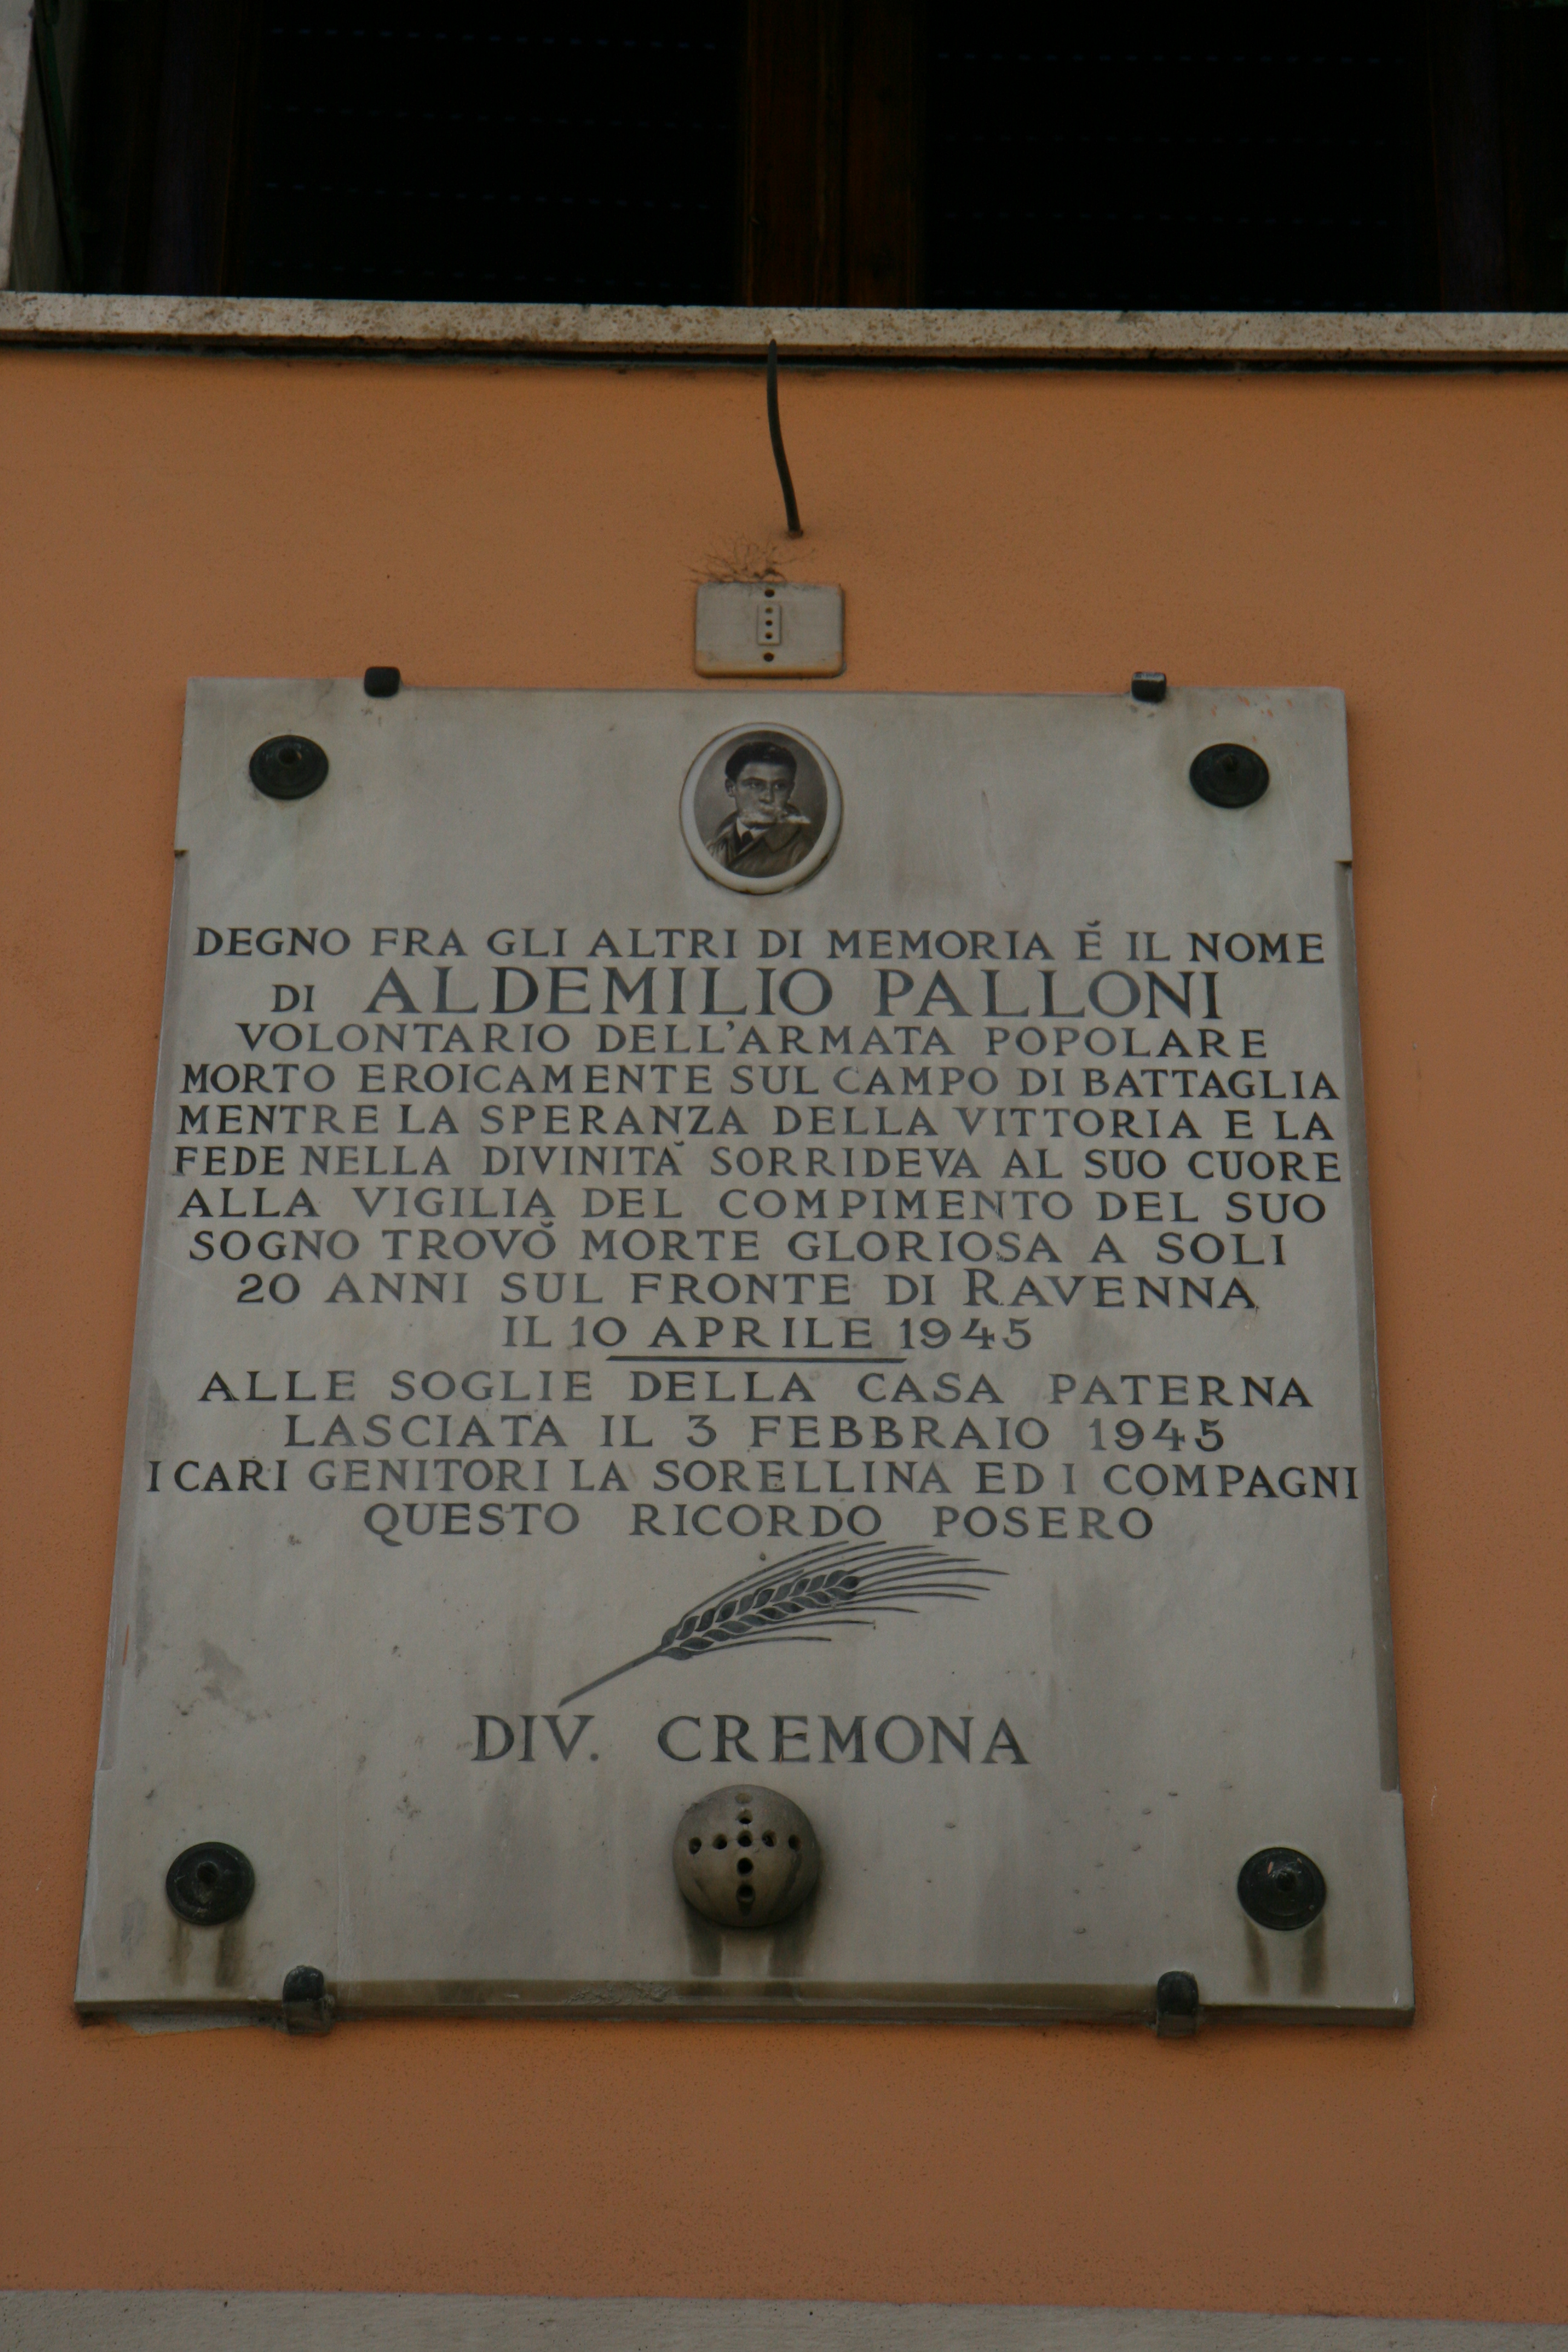 DEGNO FRA GLI ALTRI DI MEMORIA Ĕ IL NOME
DI ALDEMILIO PALLONI
VOLONTARIO DELL'ARMATA POPOLARE
MORTO EROICAMENTE SUL CAMPO DI BATTAGLIA
MENTRE LA SPERANZA DELLA VITTORIA E LA
FEDE NELLA DIVINITĂ SORRIDEVA AL SUO CUORE
ALLA VIGILIA DEL COMPIMENTO DEL SUO
SOGNO TROVŎ MORTE GLORIOSA A SOLI
20 ANNI SUL FRONTE DI RAVENNA
IL 10 APRILE 1945
ALLE SOGLIE DELLA CASA PATERNA
LASCIATA IL 3 FEBBRAIO 1945
I CARI GENITORI LA SORELLINA ED I COMPAGNI
QUESTO RICORDO POSERO
DIV. CREMONA